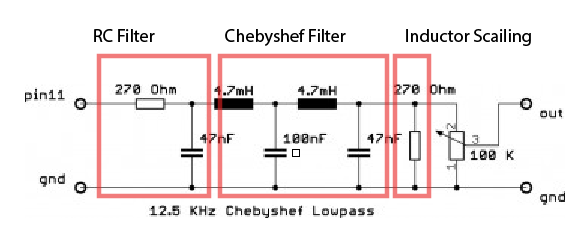 RC Filter Chebyshef Filter Inductor Scailing
270 Ohm 4.7mH 4.7mH 270 Ohm
pin11
out
47nF 100nF 47nF
2
3
100 K
1
gnd
gnd
12.5 KHz Chebyshef Lowpass